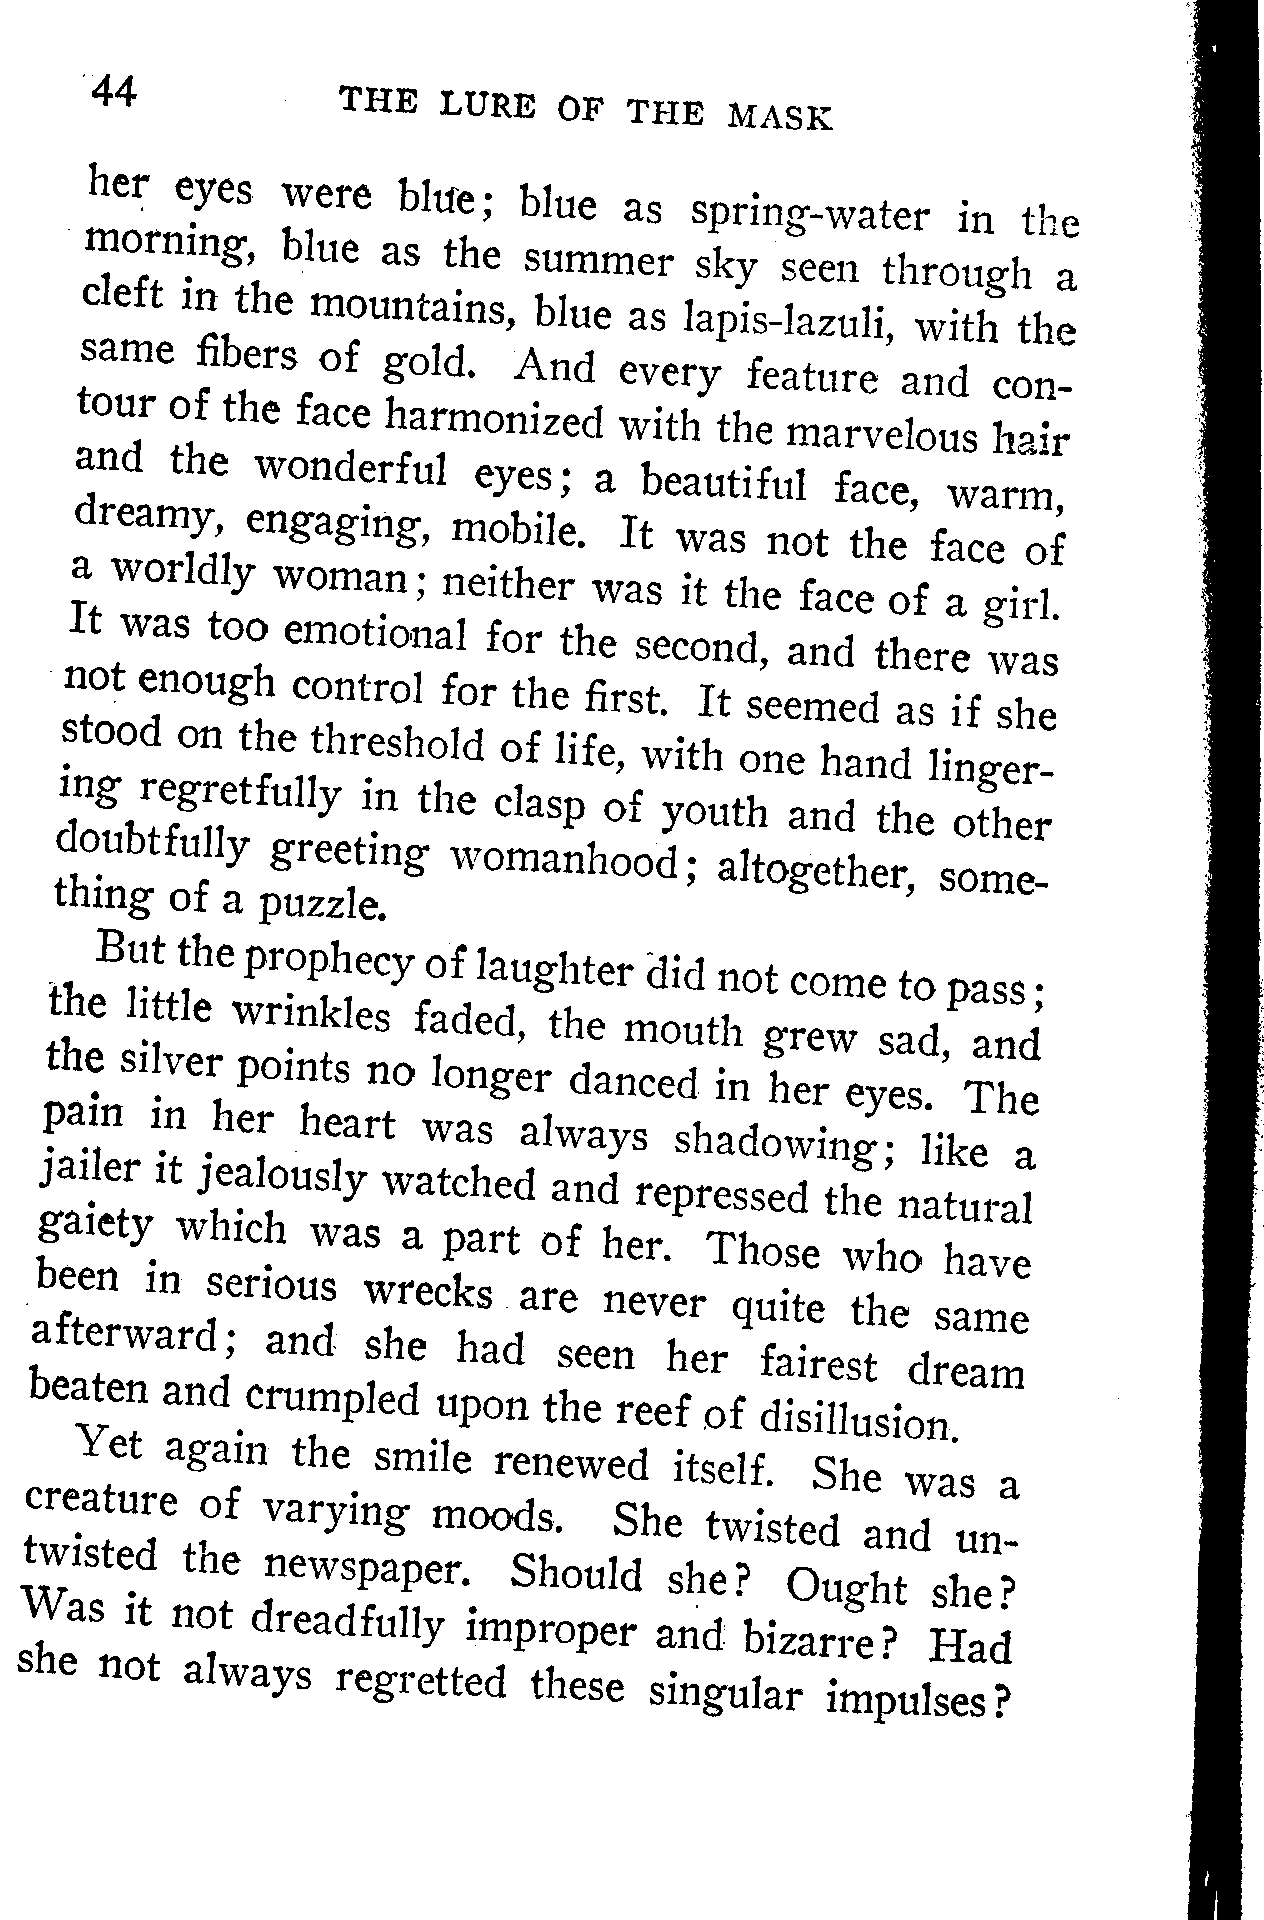 44 THE LURE OF THE MASK
her eyes were blue; blue as spring-water in the
morning, blue as the summer sky seen through a
cleft in the mountains, blue as lapis-lazuli, with the
same fibers of gold. And every feature and con-
tour of the face harmonized with the marvelous hair
and the wonderful eyes; a beautiful face, warm,
dreamy, engaging, mobile. It was not the face of
a worldly woman; neither was it the face of a girl.
It was too emotional for the second, and there was
not enough control for the first. It seemed as if she
stood on the threshold of life, with one hand linger-
ing regretfully in the clasp of youth and the other
doubtfully greeting womanhood; altogether, some-
thing of a puzzle.
But the prophecy of laughter did not come to pass;
the little wrinkles faded, the mouth grew sad, and
the silver points no longer danced in her eyes. The
pain in her heart was always shadowing; like a
jailer it jealously watched and repressed the natural
gaiety which was a part of her. Those who have
been in serious wrecks are never quite the same
afterward; and she had seen her fairest dream
beaten and crumpled upon the reef of disillusion.
Yet again the smile renewed itself. She was a
creature of varying moods. She twisted and un-
twisted the newspaper. Should she? Ought she?
Was it not dreadfully improper and bizarre? Had
she not always regretted these singular impulses?